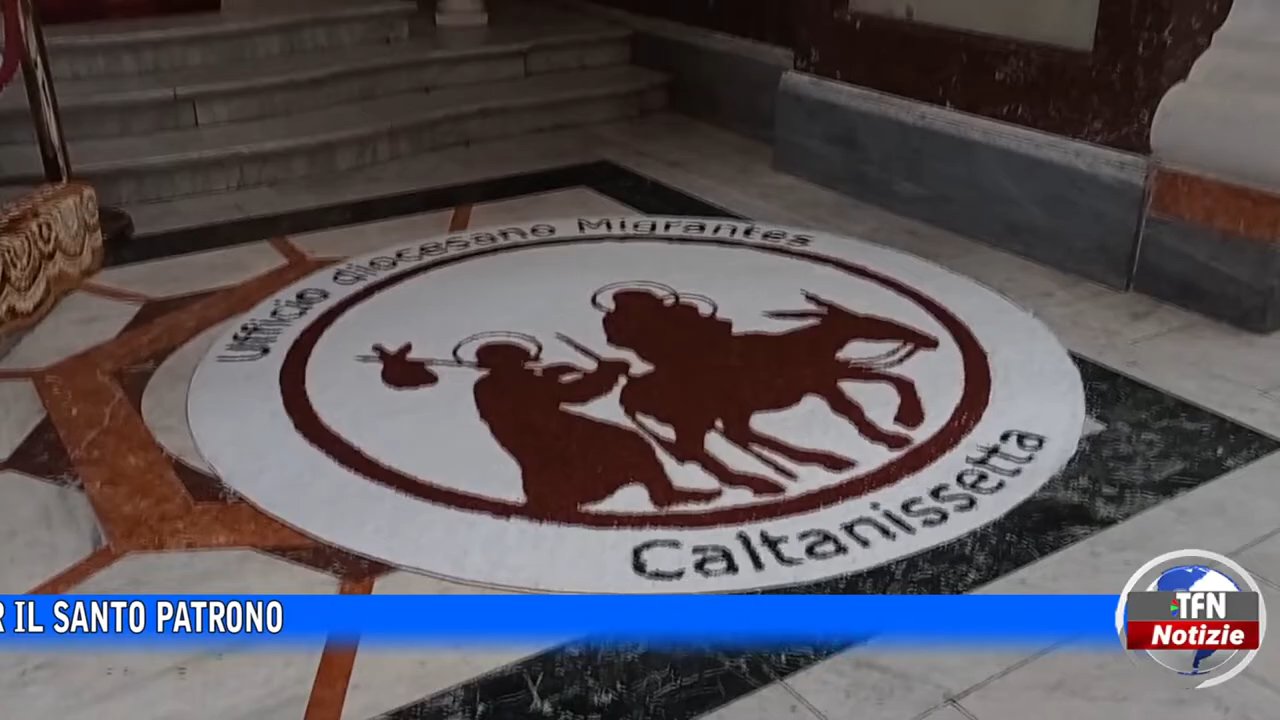 Ufficio diocesano Migrantes
Caltanissetta
R IL SANTO PATRONO
TFN
Notizie